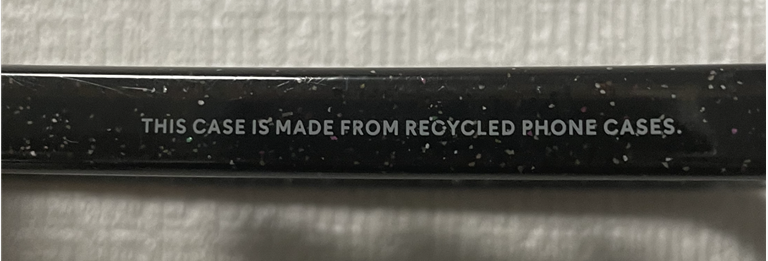 THIS CASE IS MADE FROM RECYCLED PHONE CASES.